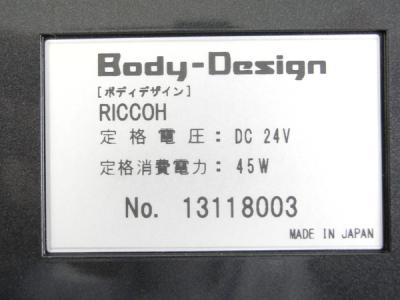 Body-Design
[ボディデザイン]
RICCOH
定格電圧: DC 24V
定格消費電力: 45W
No. 13118003
MADE IN JAPAN